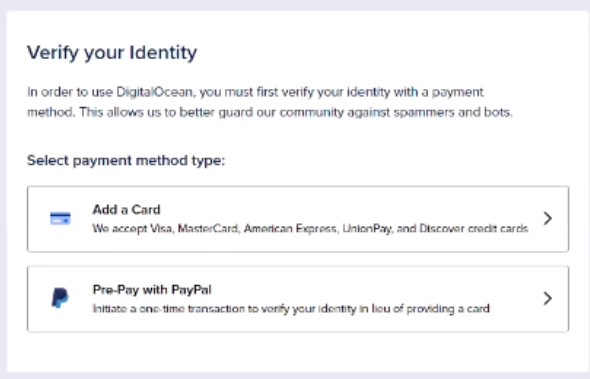 Verify your Identity
In order to use DigitalOcean, you must first verify your identity with a payment
method. This allows us to better guard our community against spammers and bots.
Select payment method type:
Add a Card
We accept Visa, MasterCard, American Express, UnionPay, and Discover credit cards
Pre-Pay with PayPal
Initiate a one-time transaction to verify your identity in lieu of providing a card